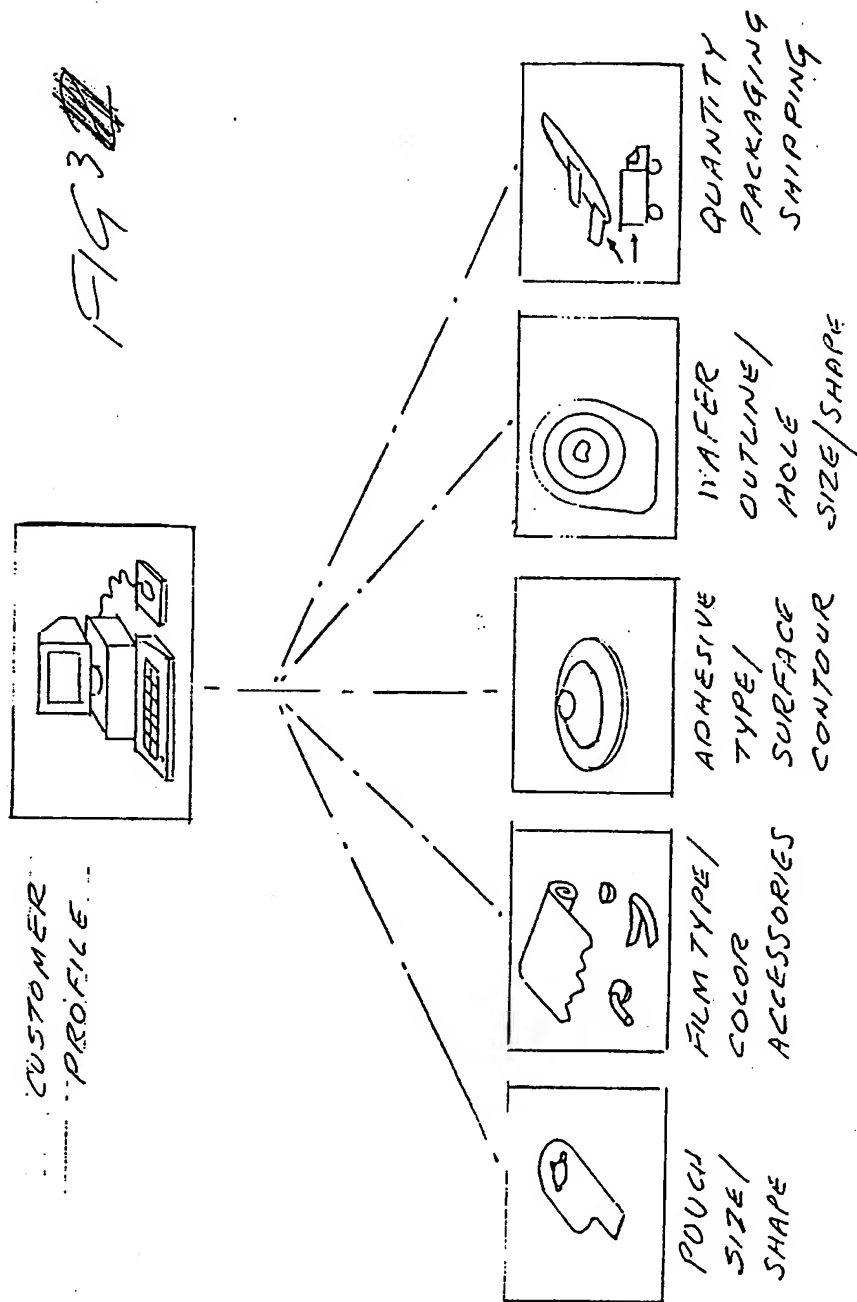 FIG 3
CUSTOMER
PROFILE
POUCH
SIZE/
SHAPE
FILM TYPE/
COLOR
ACCESSORIES
ADHESIVE
TYPE/
SURFACE
CONTOUR
WAFER
OUTLINE/
HOLE
SIZE/SHAPE
QUANTITY
PACKAGING
SHIPPING